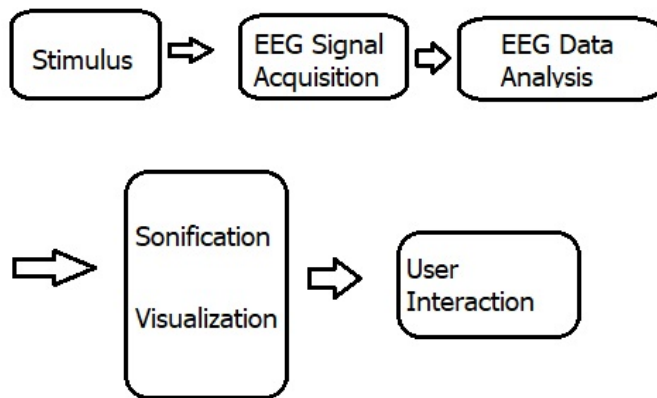 Stimulus
EEG Signal
Acquisition
EEG Data
Analysis
Sonification
Visualization
User
Interaction